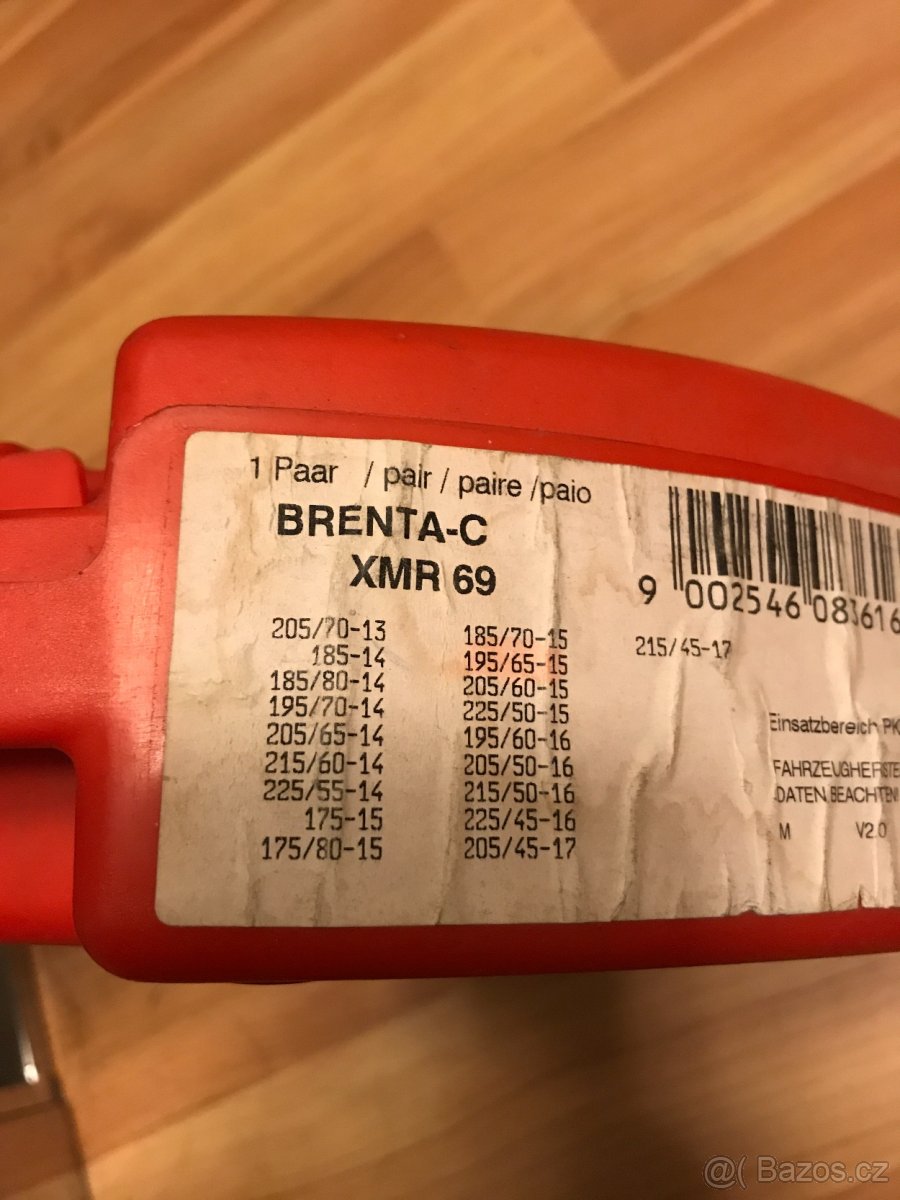 1 Paar / pair / paire /paio
BRENTA-C
XMR 69
9 002546 083616
205/70-13
185-14
185/80-14
195/70-14
205/65-14
215/60-14
225/55-14
175-15
175/80-15
185/70-15
195/65-15
205/60-15
225/50-15
195/60-16
205/50-16
215/50-16
225/45-16
205/45-17
215/45-17
Einsatzbereich PK
FAHRZEUGHERSTE
DATEN BEACHTEN!
M V2.0
@( Bazos.cz